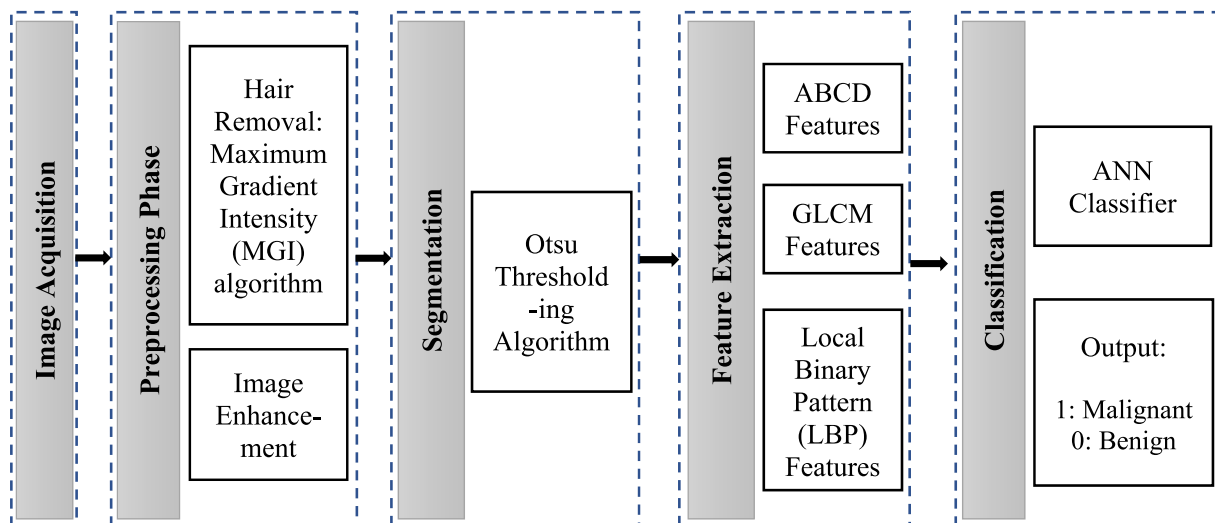 Image Acquisition
Preprocessing Phase
Hair
Removal:
Maximum
Gradient
Intensity
(MGI)
algorithm
Image
Enhance-
ment
Segmentation
Otsu
Threshold
-ing
Algorithm
Feature Extraction
ABCD
Features
GLCM
Features
Local
Binary
Pattern
(LBP)
Features
Classification
ANN
Classifier
Output:
1: Malignant
0: Benign